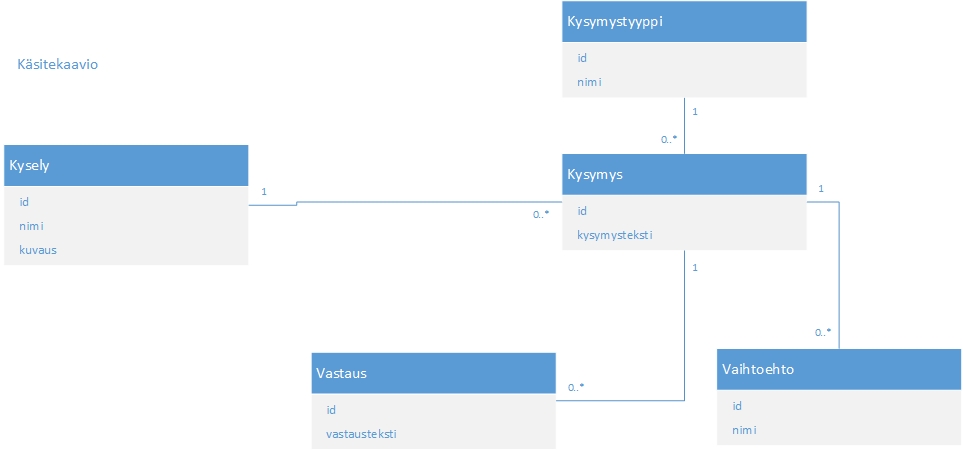 Kysymystyyppi
id
nimi
Käsitekaavio
1
0..*
Kysely
id
nimi
kuvaus
1
0..*
Kysymys
id
kysymysteksti
1
1
0..*
Vastaus
id
vastausteksti
0..*
Vaihtoehto
id
nimi